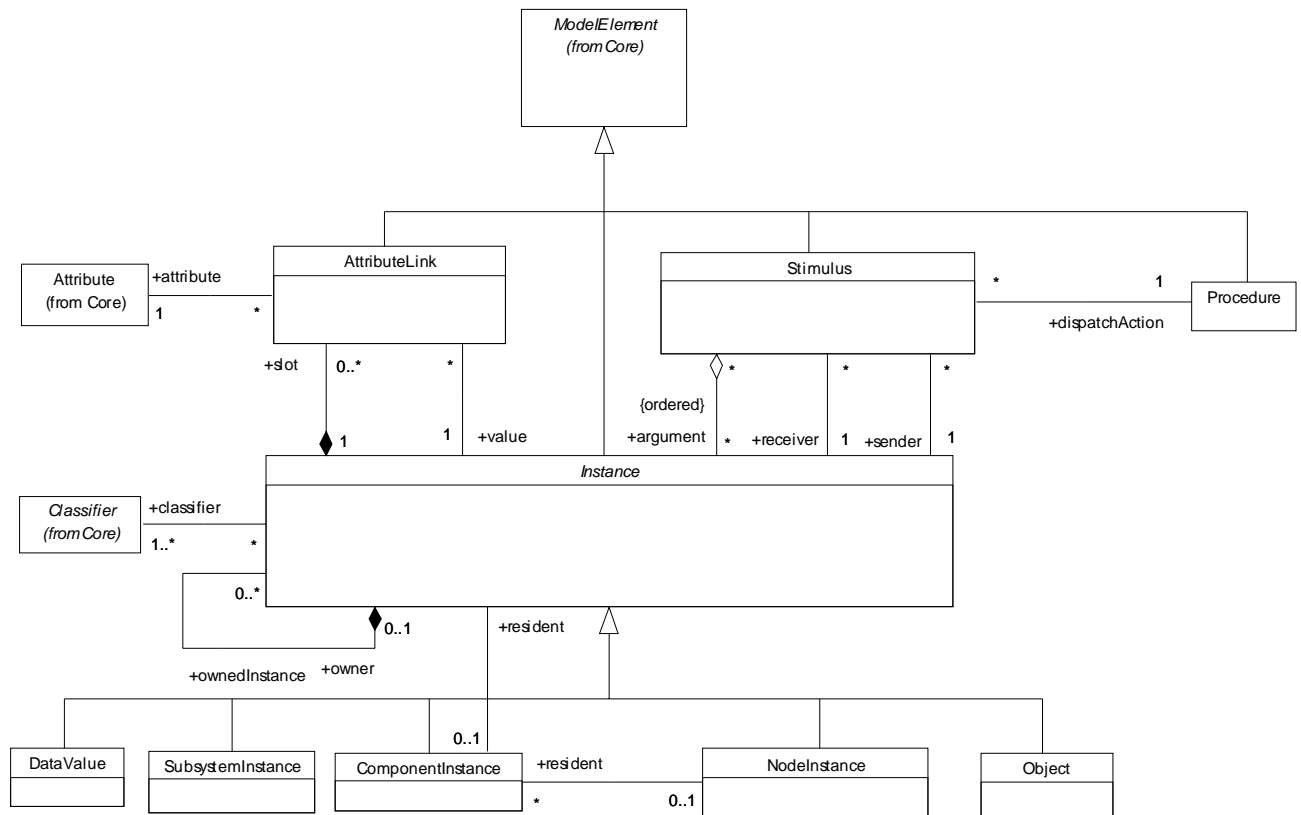 ModelElement
(from Core)
Attribute
(from Core)
+attribute
1
*
AttributeLink
Stimulus
*
1
+dispatchAction
Procedure
+slot
0..*
*
1
1
+value
*
{ordered}
+argument
*
*
+receiver
1
*
+sender
1
Instance
Classifier
(from Core)
+classifier
1..*
*
0..*
0..1
+ownedInstance
+owner
+resident
0..1
DataValue
SubsystemInstance
ComponentInstance
+resident
*
0..1
NodeInstance
Object